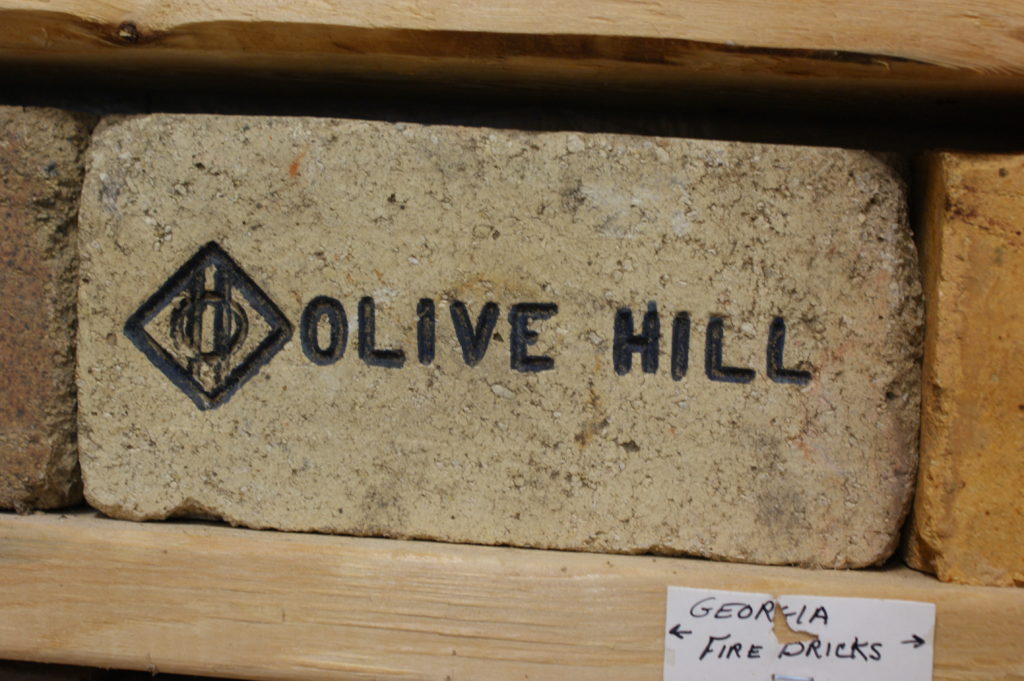 OLIVE HILL
GEORGIA
← FIRE BRICKS →